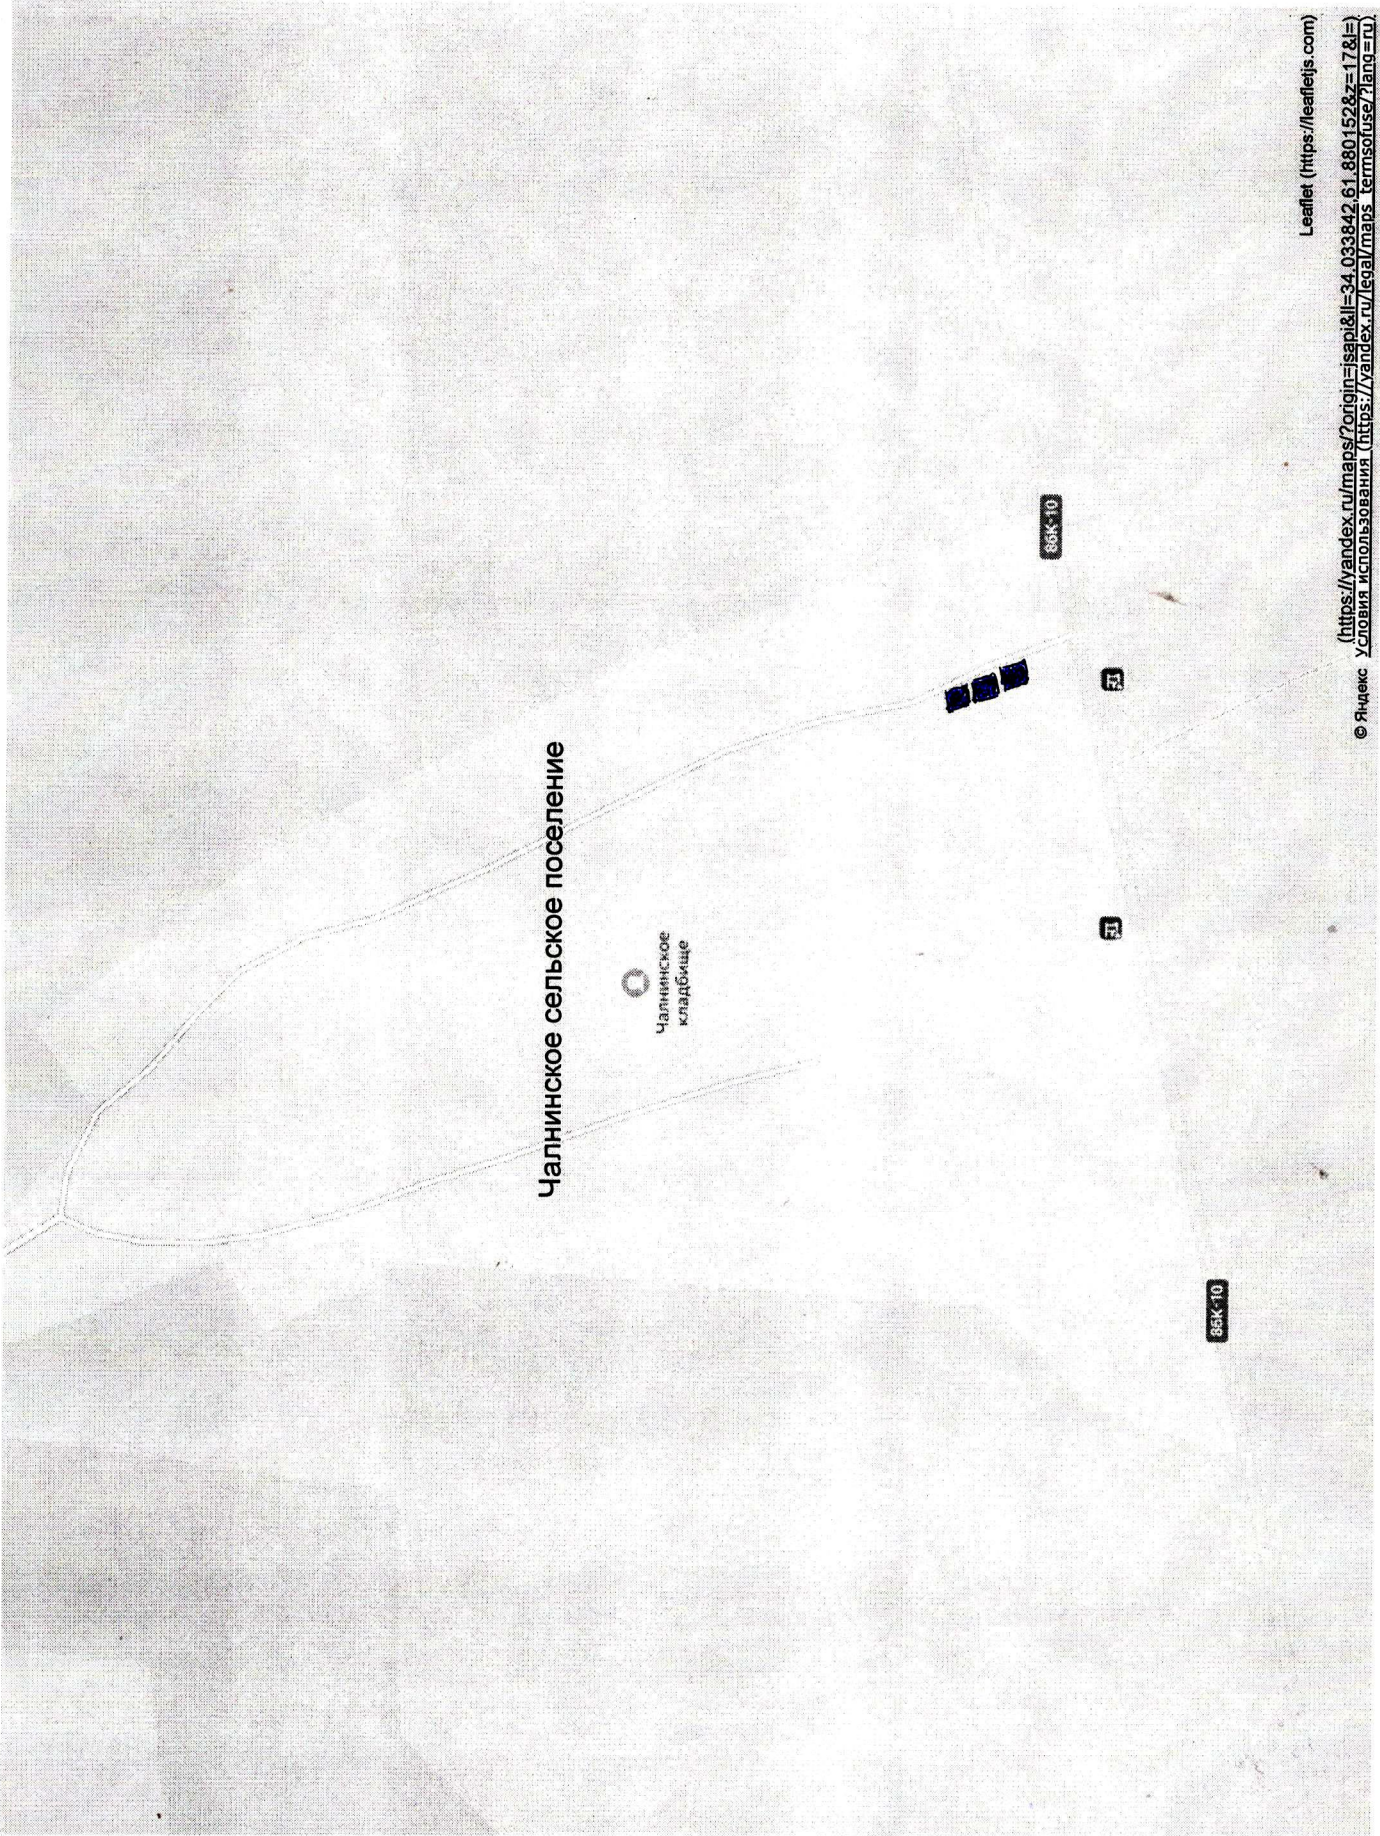 Чалнинское сельское поселение
Чалнинское
кладбище
86К-10
86К-10
Leaflet (https://leafletjs.com)
(https://yandex.ru/maps/?origin=jsapi&ll=34.033842,61.880152&z=17&l=)
© Яндекс Условия использования (https://yandex.ru/legal/maps_termsofuse/?lang=ru)